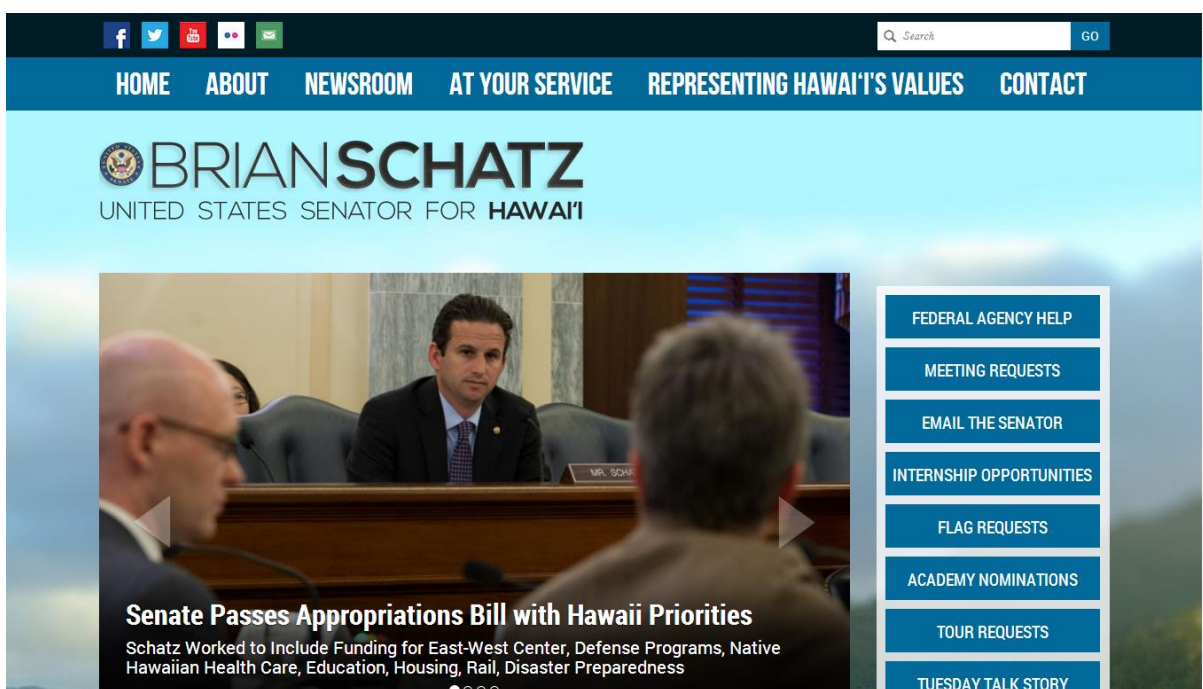 Search
GO
HOME ABOUT NEWSROOM AT YOUR SERVICE REPRESENTING HAWAI‘I'S VALUES CONTACT
BRIANSCHATZ
UNITED STATES SENATOR FOR HAWAI'I
MR. SCHA
Senate Passes Appropriations Bill with Hawaii Priorities
Schatz Worked to Include Funding for East-West Center, Defense Programs, Native
Hawaiian Health Care, Education, Housing, Rail, Disaster Preparedness
FEDERAL AGENCY HELP
MEETING REQUESTS
EMAIL THE SENATOR
INTERNSHIP OPPORTUNITIES
FLAG REQUESTS
ACADEMY NOMINATIONS
TOUR REQUESTS
TUESDAY TALK STORY